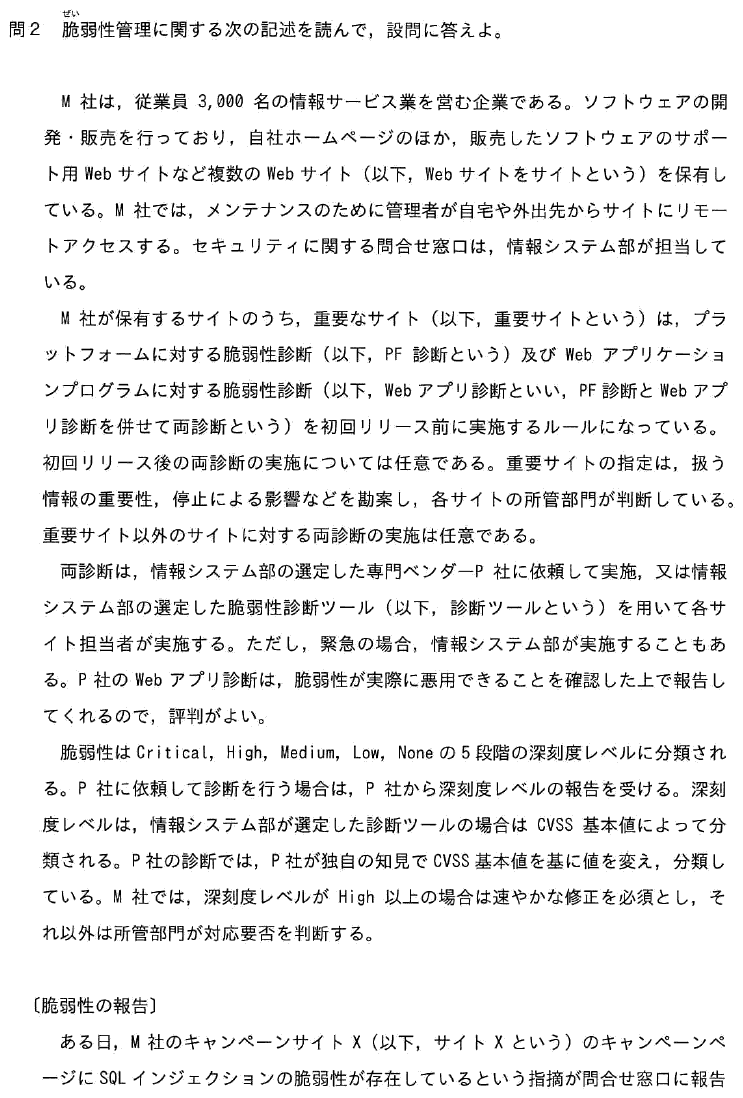 ぜい
問2 脆弱性管理に関する次の記述を読んで，設問に答えよ。
M 社は，従業員 3,000 名の情報サービス業を営む企業である。ソフトウェアの開
発・販売を行っており，自社ホームページのほか，販売したソフトウェアのサポー
ト用 Web サイトなど複数の Web サイト（以下，Web サイトをサイトという）を保有し
ている。M 社では，メンテナンスのために管理者が自宅や外出先からサイトにリモー
トアクセスする。セキュリティに関する問合せ窓口は，情報システム部が担当して
いる。
M 社が保有するサイトのうち，重要なサイト（以下，重要サイトという）は，プラ
ットフォームに対する脆弱性診断（以下，PF 診断という）及び Web アプリケーショ
ンプログラムに対する脆弱性診断（以下，Web アプリ診断といい，PF 診断と Web アプ
リ診断を併せて両診断という）を初回リリース前に実施するルールになっている。
初回リリース後の両診断の実施については任意である。重要サイトの指定は，扱う
情報の重要性，停止による影響などを勘案し，各サイトの所管部門が判断している。
重要サイト以外のサイトに対する両診断の実施は任意である。
両診断は，情報システム部の選定した専門ベンダーP 社に依頼して実施，又は情報
システム部の選定した脆弱性診断ツール（以下，診断ツールという）を用いて各サ
イト担当者が実施する。ただし，緊急の場合，情報システム部が実施することもあ
る。P 社の Web アプリ診断は，脆弱性が実際に悪用できることを確認した上で報告し
てくれるので，評判がよい。
脆弱性は Critical，High，Medium，Low，None の 5 段階の深刻度レベルに分類され
る。P 社に依頼して診断を行う場合は，P 社から深刻度レベルの報告を受ける。深刻
度レベルは，情報システム部が選定した診断ツールの場合は CVSS 基本値によって分
類される。P 社の診断では，P 社が独自の知見で CVSS 基本値を基に値を変え，分類し
ている。M 社では，深刻度レベルが High 以上の場合は速やかな修正を必須とし，そ
れ以外は所管部門が対応要否を判断する。
〔脆弱性の報告〕
ある日，M 社のキャンペーンサイト X（以下，サイト X という）のキャンペーンペ
ージに SQL インジェクションの脆弱性が存在しているという指摘が問合せ窓口に報告